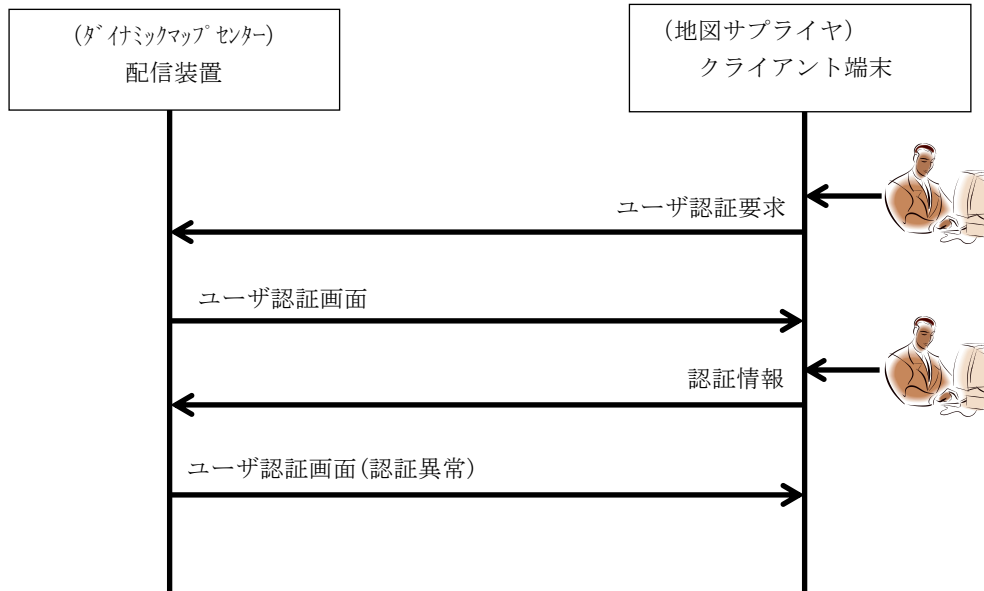 (ﾀﾞｲﾅﾐｯｸﾏｯﾌﾟｾﾝﾀｰ)
配信装置
(地図サプライヤ)
クライアント端末
ユーザ認証要求
ユーザ認証画面
認証情報
ユーザ認証画面(認証異常)